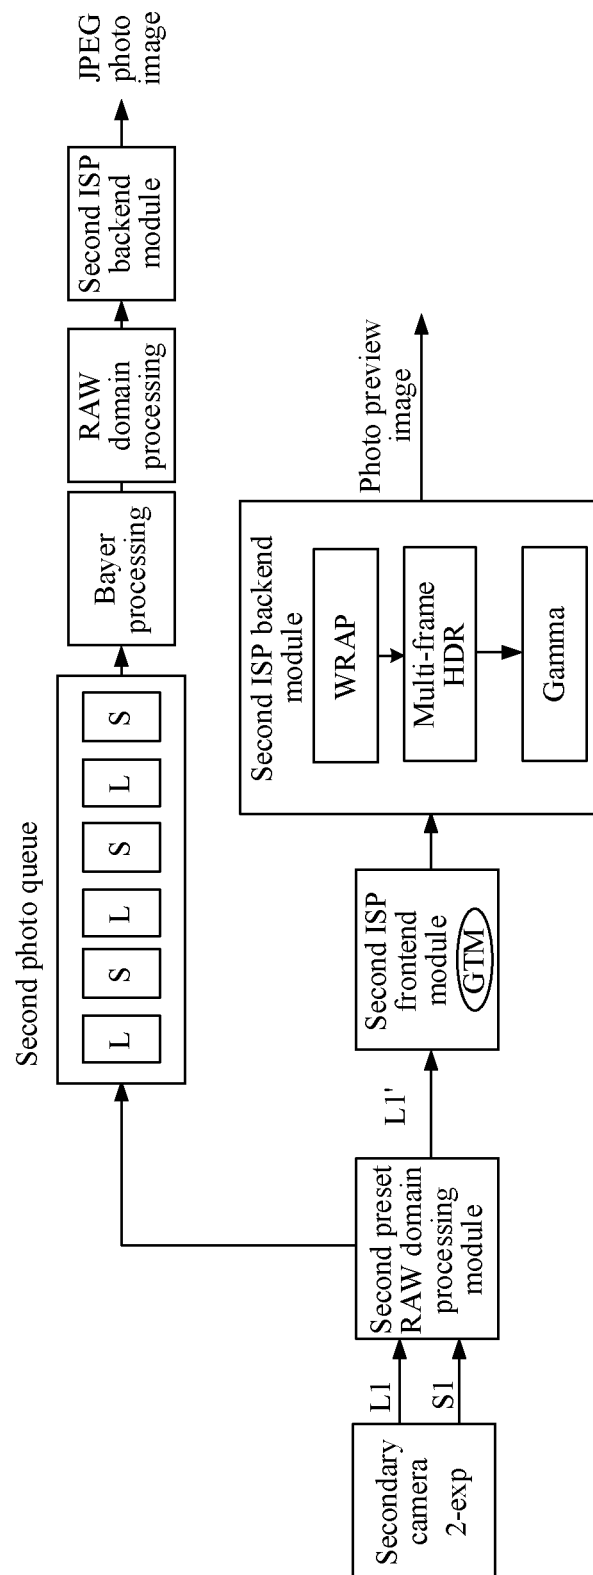 Secondary
camera
2-exp
L1
S1
Second preset
RAW domain
processing
module
L1'
Second ISP
frontend
module
GTM
Second ISP backend
module
WRAP
Multi-frame
HDR
Gamma
Photo preview
image
Second photo queue
L
S
L
S
L
S
Bayer
processing
RAW
domain
processing
Second ISP
backend
module
JPEG
photo
image